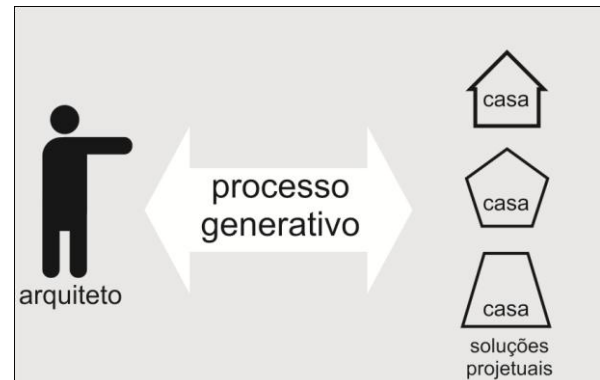 arquiteto
processo
generativo
casa
casa
casa
soluções
projetuais